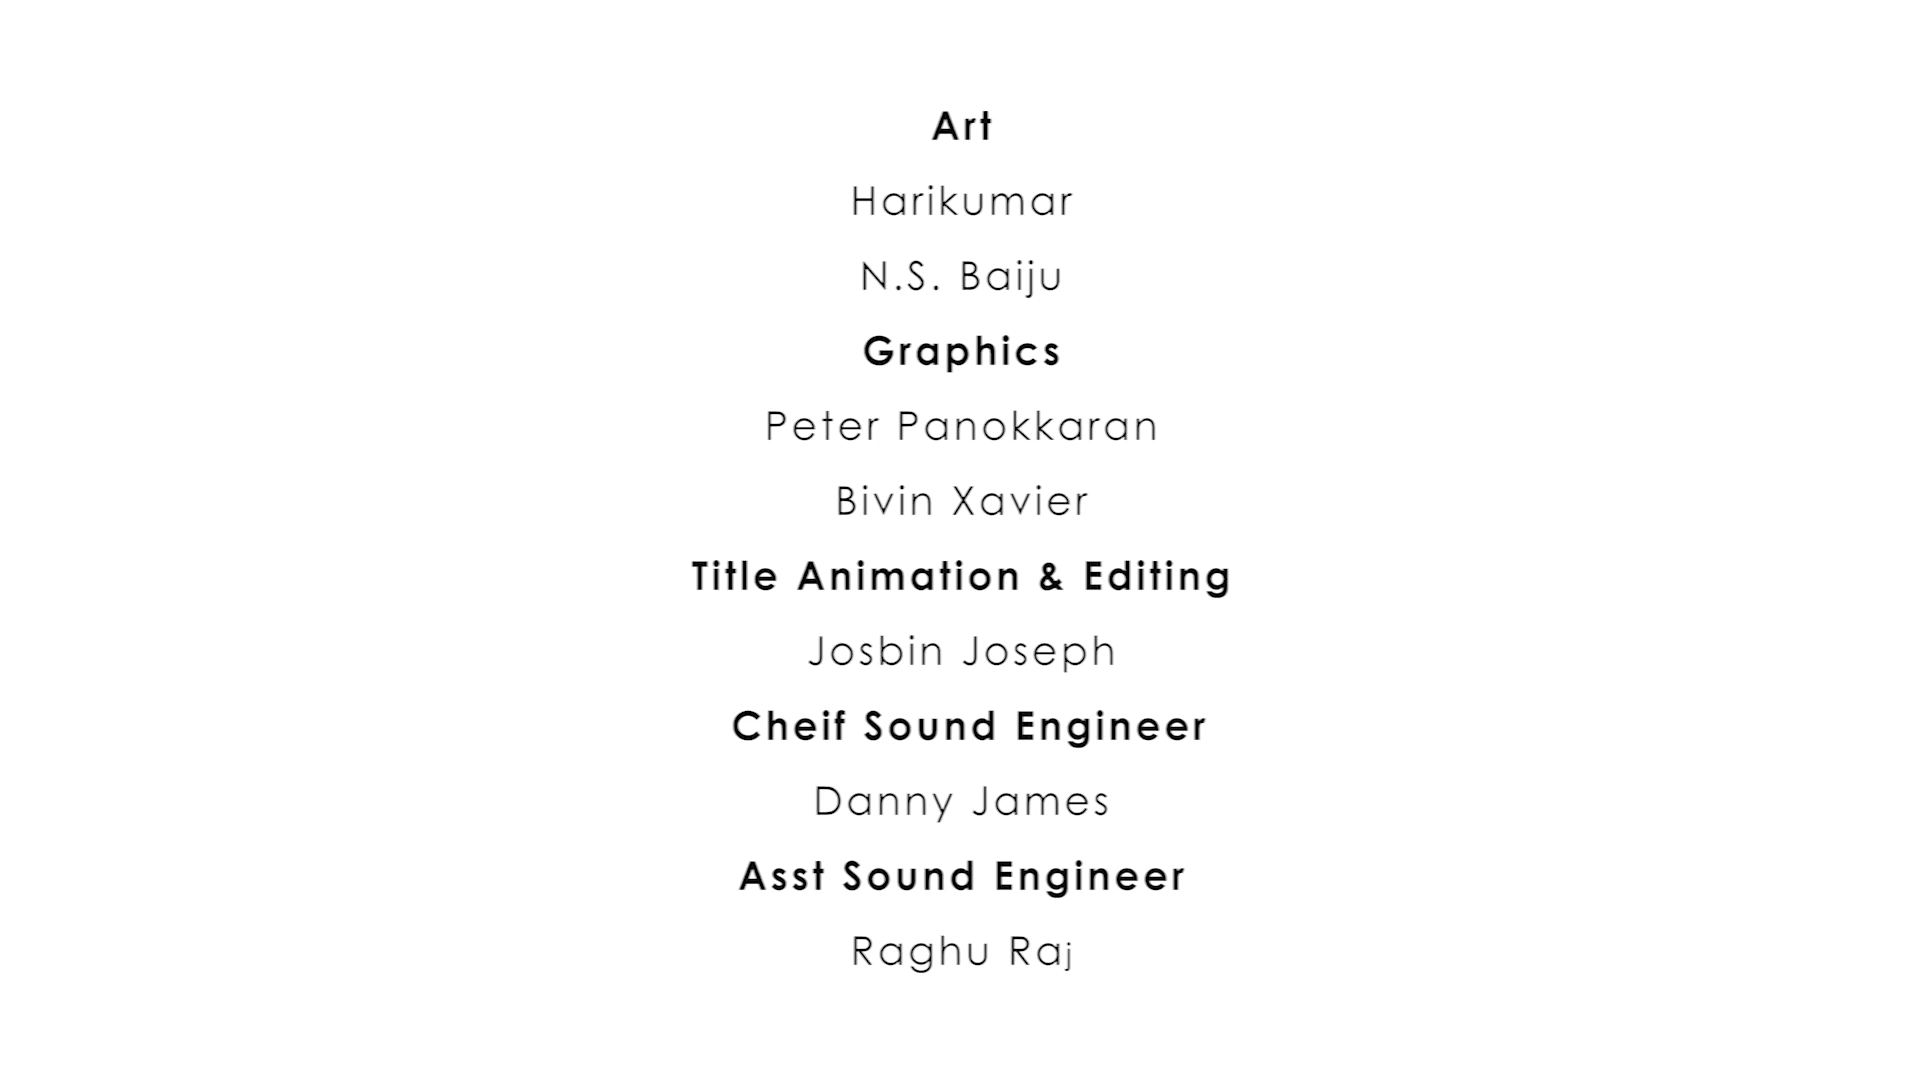 Art
Harikumar
N.S. Baiju
Graphics
Peter Panokkaran
Bivin Xavier
Title Animation & Editing
Josbin Joseph
Cheif Sound Engineer
Danny James
Asst Sound Engineer
Raghu Raj